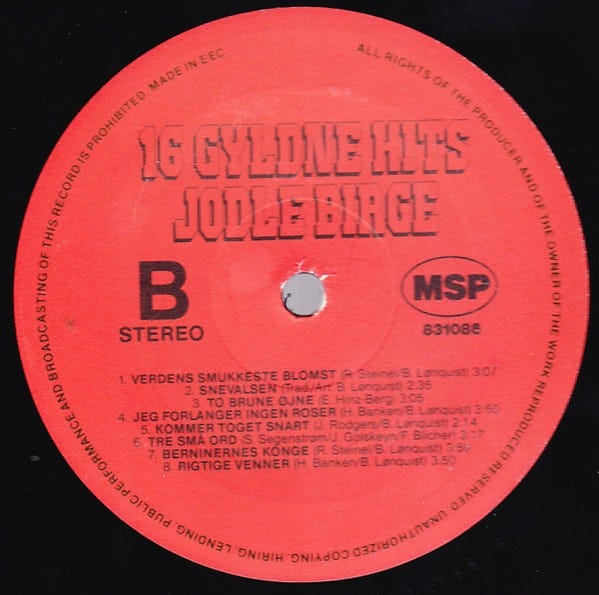 ALL RIGHTS OF THE PRODUCER AND OF THE OWNER OF THE WORK REPRODUCED RESERVED. UNAUTHORIZED COPYING, HIRING, LENDING, PUBLIC PERFORMANCE AND BROADCASTING OF THIS RECORD IS PROHIBITED. MADE IN EEC
16 GYLDNE HITS
JODLE BIRGE
B
STEREO
MSP
831086
1. VERDENS SMUKKESTE BLOMST (R. Steinel/B. Lønquist) 3:07
2. SNEVALSEN (Trad./Arr. B. Lønquist) 2:35
3. TO BRUNE ØJNE (E. Hinz-Berg) 3:05
4. JEG FORLANGER INGEN ROSER (H. Banken/B. Lønquist) 3:50
5. KOMMER TOGET SNART (J. Rodgers/B. Lønquist) 2:14
6. TRE SMÅ ORD (S. Segenstrøm/J. Golskeyn/F. Blicher) 3:17
7. BERNINERNES KONGE (R. Steinel/B. Lønquist) 3:50
8. RIGTIGE VENNER (H. Banken/B. Lønquist) 3:50